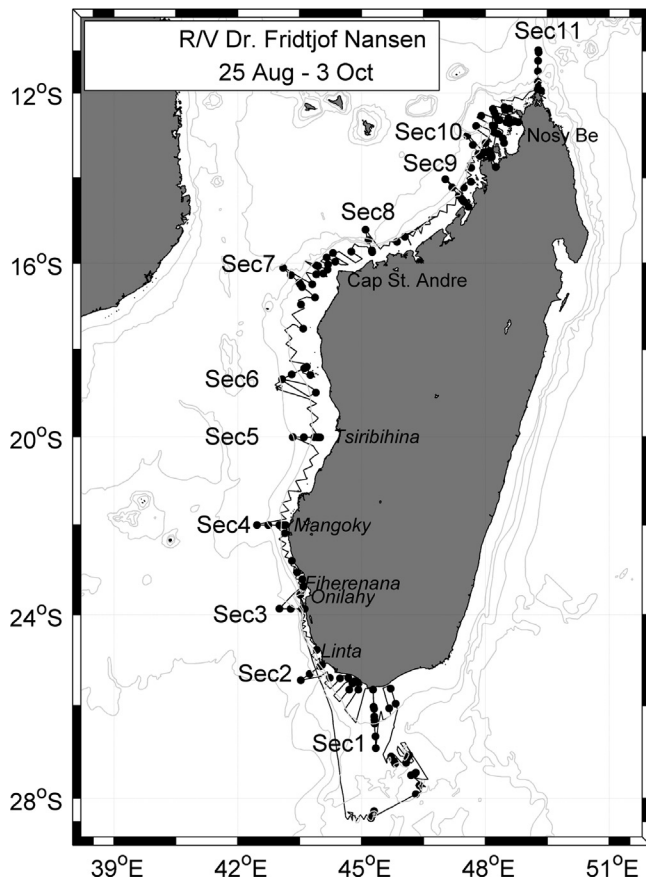 R/V Dr. Fridtjof Nansen
25 Aug - 3 Oct
Sec11
12°S
Sec10
Nosy Be
Sec9
Sec8
16°S
Sec7
Cap St. Andre
Sec6
20°S
Sec5
Tsiribihina
Sec4
Mangoky
Fiherenana
Onilahy
24°S
Sec3
Linta
Sec2
Sec1
28°S
39°E 42°E 45°E 48°E 51°E